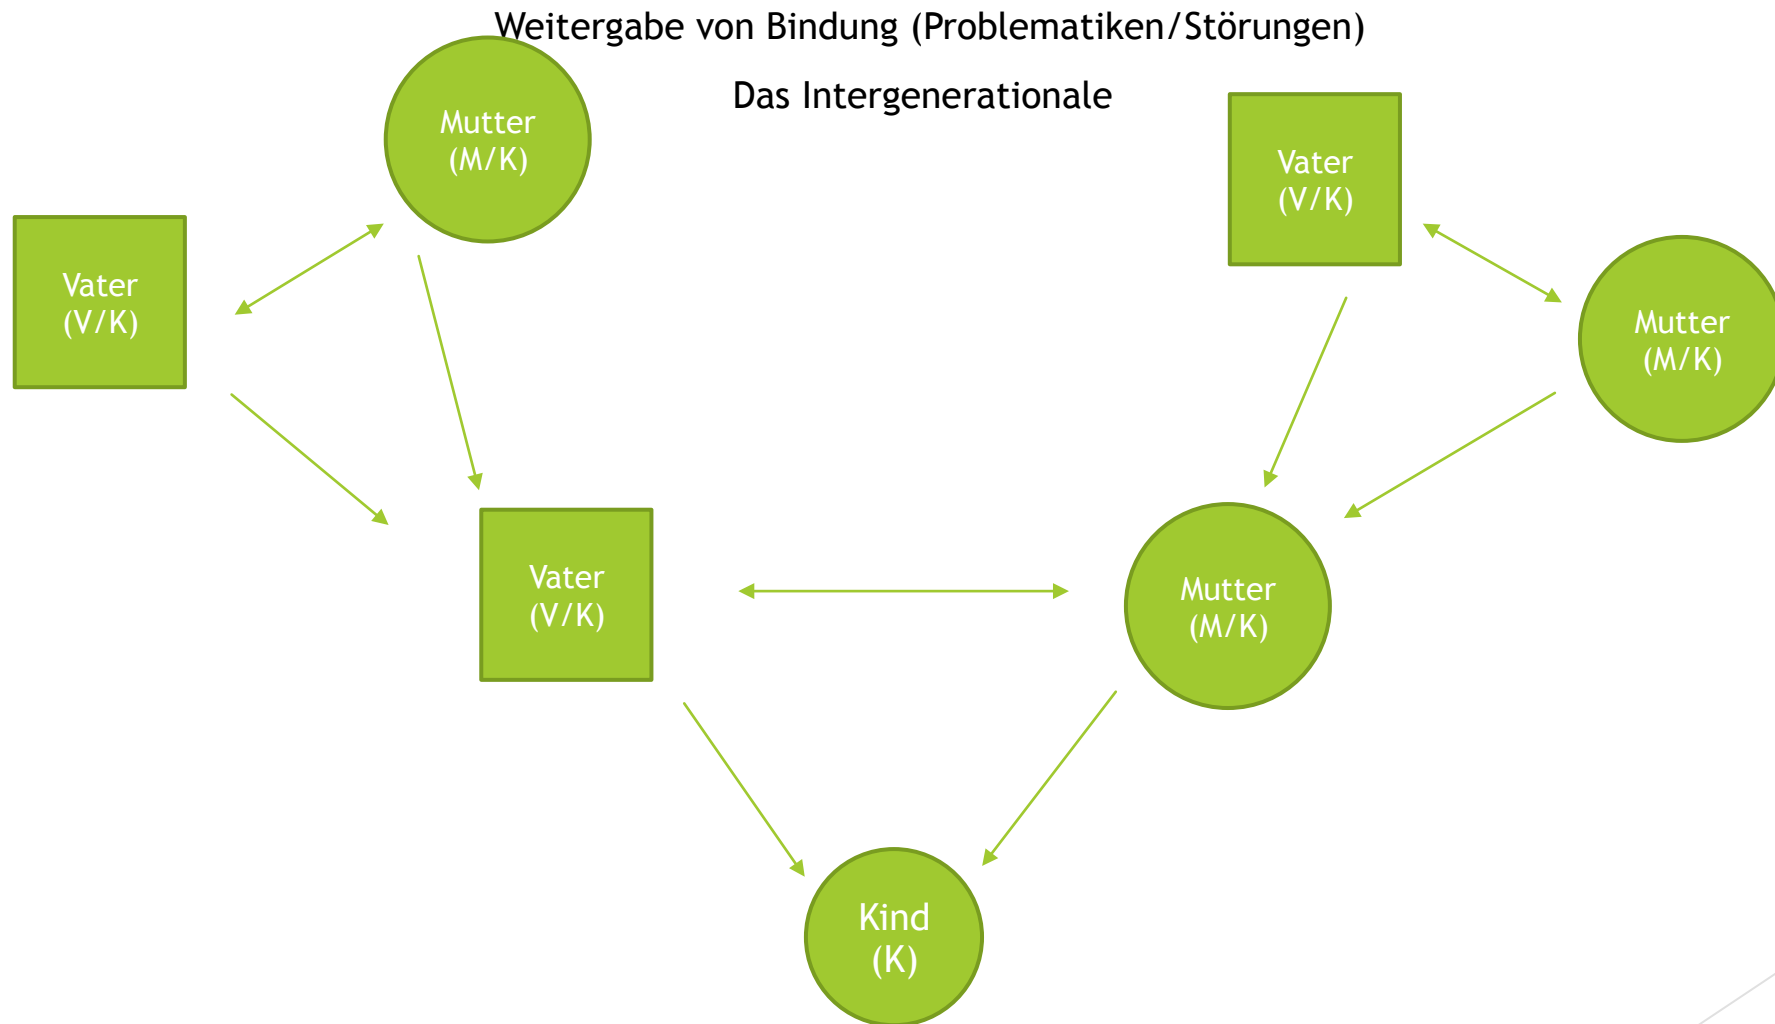 Weitergabe von Bindung (Problematiken/Störungen)
Das Intergenerationale
Mutter
(M/K)
Vater
(V/K)
Vater
(V/K)
Mutter
(M/K)
Vater
(V/K)
Mutter
(M/K)
Kind
(K)